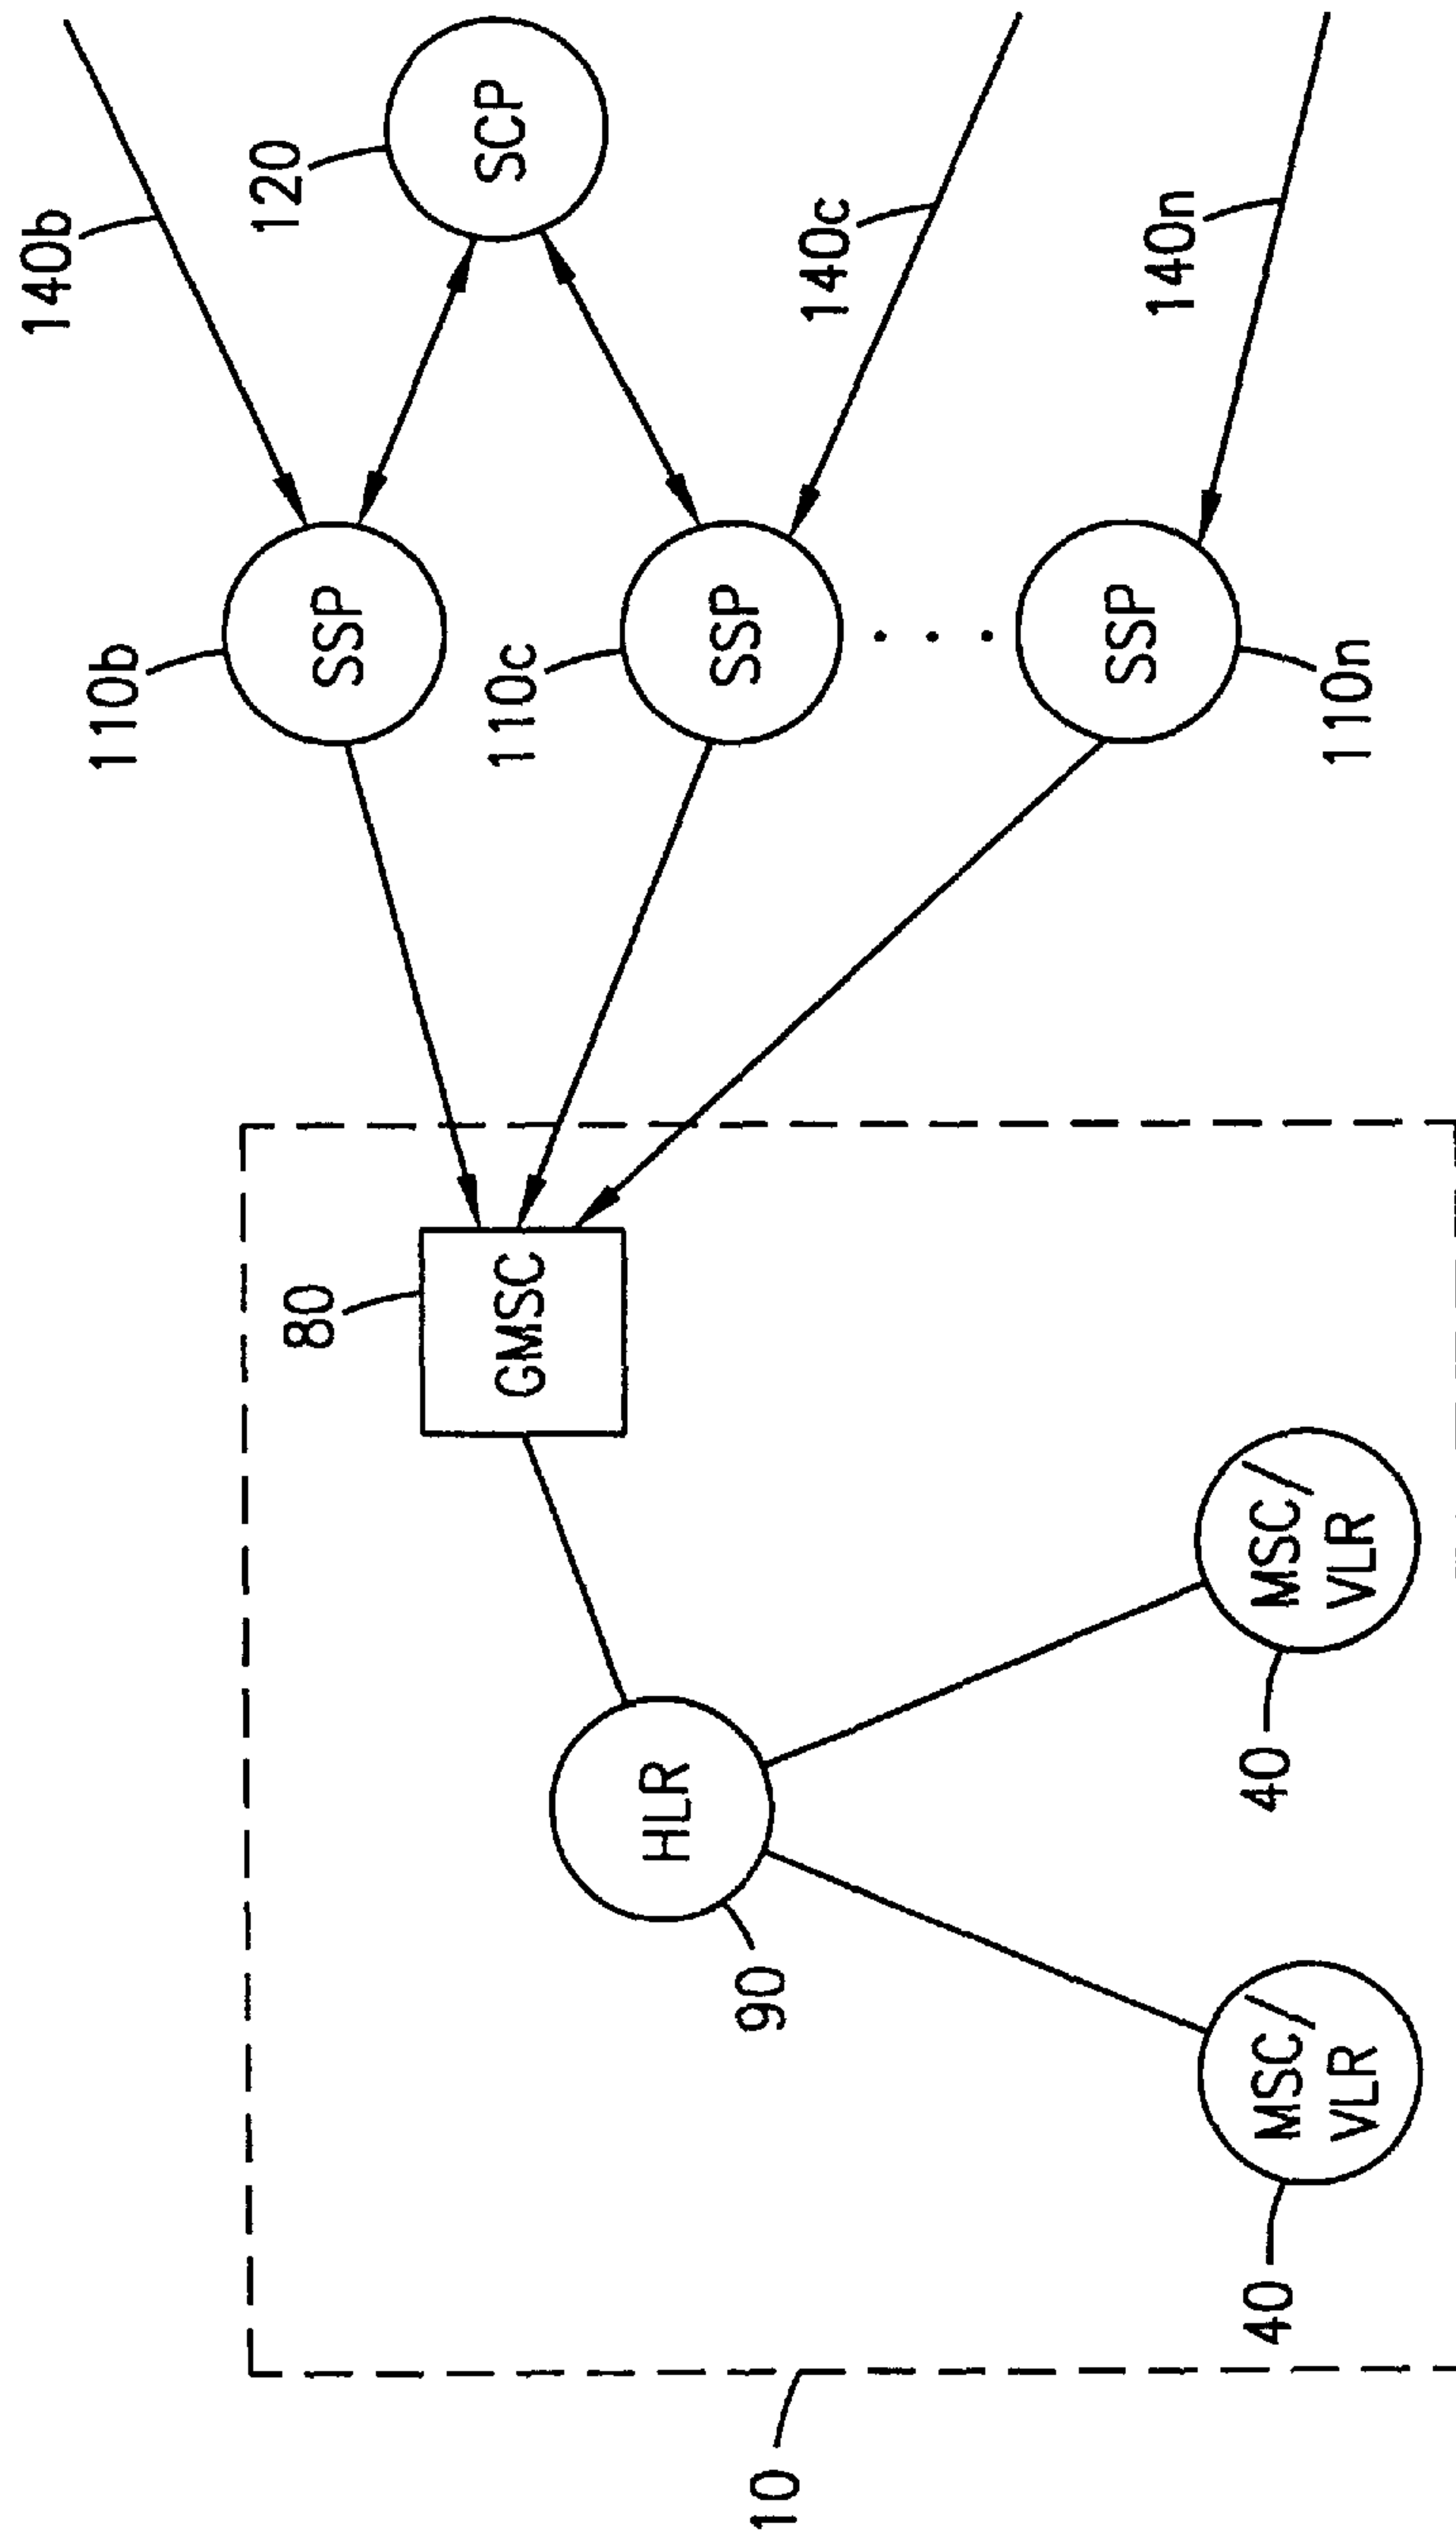 140b
110b
120
80
SSP
SCP
110c
GMSC
HLR
SSP
90
10
140c
SSP
140n
40
MSC/
VLR
40
MSC/
VLR
110n